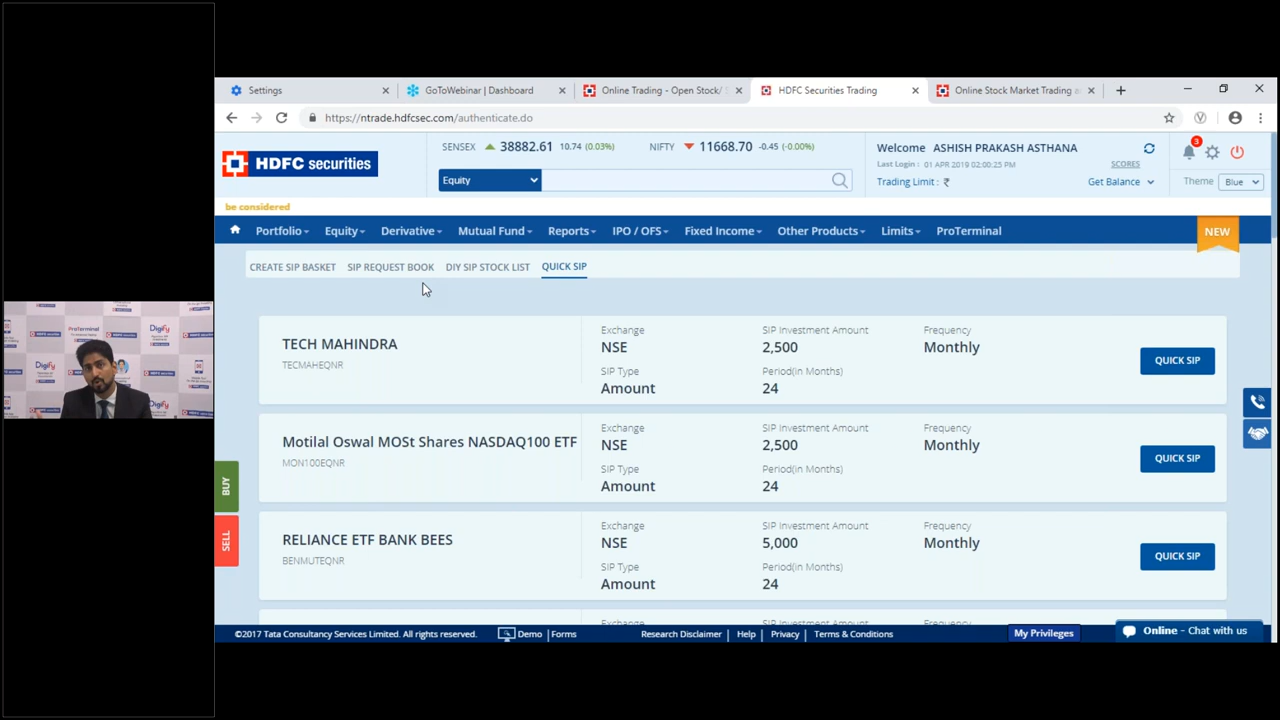 Settings
GoToWebinar | Dashboard
Online Trading - Open Stock/
HDFC Securities Trading
Online Stock Market Trading a
https://ntrade.hdfcsec.com/authenticate.do
HDFC securities
SENSEX 38882.61 10.74 (0.03%) NIFTY 11668.70 -0.45 (-0.00%)
Equity
Welcome ASHISH PRAKASH ASTHANA
Last Login : 01 APR 2019 02:00:25 PM SCORES
Trading Limit : ₹ Get Balance
3
Theme Blue
be considered
Portfolio Equity Derivative Mutual Fund Reports IPO / OFS Fixed Income Other Products Limits ProTerminal
NEW
CREATE SIP BASKET SIP REQUEST BOOK DIY SIP STOCK LIST QUICK SIP
TECH MAHINDRA
TECMAHEQNR
Exchange SIP Investment Amount Frequency
NSE 2,500 Monthly
SIP Type Period(in Months)
Amount 24
QUICK SIP
Motilal Oswal MOSt Shares NASDAQ100 ETF
MON100EQNR
Exchange SIP Investment Amount Frequency
NSE 2,500 Monthly
SIP Type Period(in Months)
Amount 24
QUICK SIP
RELIANCE ETF BANK BEES
BENMUTEQNR
Exchange SIP Investment Amount Frequency
NSE 5,000 Monthly
SIP Type Period(in Months)
Amount 24
QUICK SIP
BUY
SELL
Exchange SIP Investment Amount Frequency
©2017 Tata Consultancy Services Limited. All rights reserved. Demo | Forms Research Disclaimer | Help | Privacy | Terms & Conditions My Privileges
Online - Chat with us
ProTerminal
Digify
Digify